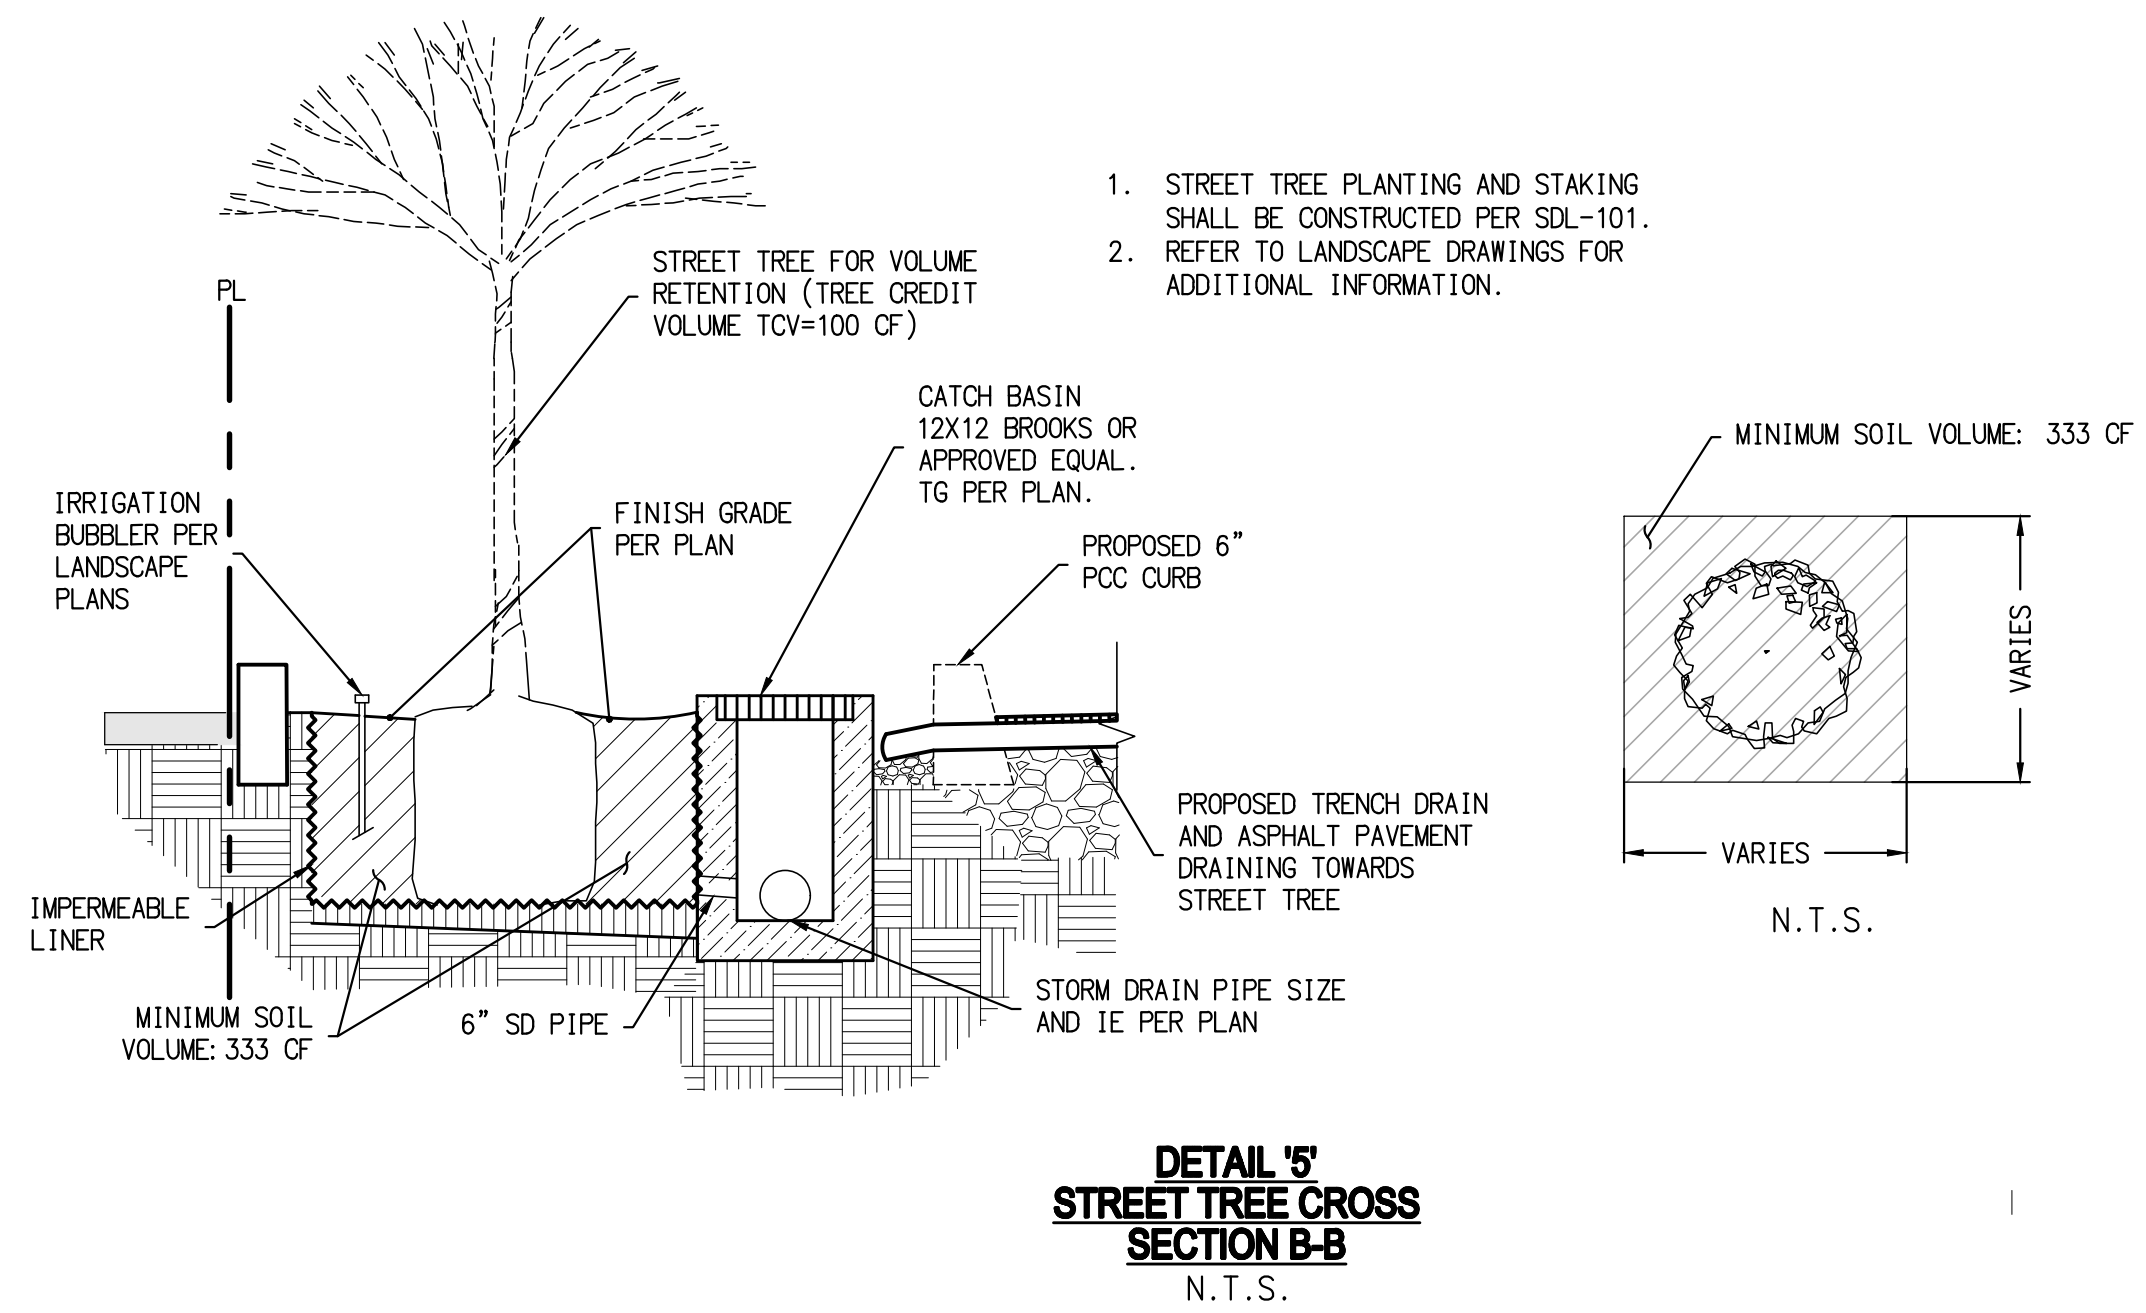 1. STREET TREE PLANTING AND STAKING
SHALL BE CONSTRUCTED PER SDL-101.
2. REFER TO LANDSCAPE DRAWINGS FOR
ADDITIONAL INFORMATION.
PL
STREET TREE FOR VOLUME
RETENTION (TREE CREDIT
VOLUME TCV=100 CF)
CATCH BASIN
12X12 BROOKS OR
APPROVED EQUAL.
TG PER PLAN.
MINIMUM SOIL VOLUME: 333 CF
IRRIGATION
BUBBLER PER
LANDSCAPE
PLANS
FINISH GRADE
PER PLAN
PROPOSED 6”
PCC CURB
VARIES
PROPOSED TRENCH DRAIN
AND ASPHALT PAVEMENT
DRAINING TOWARDS
STREET TREE
VARIES
N.T.S.
IMPERMEABLE
LINER
MINIMUM SOIL
VOLUME: 333 CF
6” SD PIPE
STORM DRAIN PIPE SIZE
AND IE PER PLAN
DETAIL '5'
STREET TREE CROSS
SECTION B-B
N.T.S.